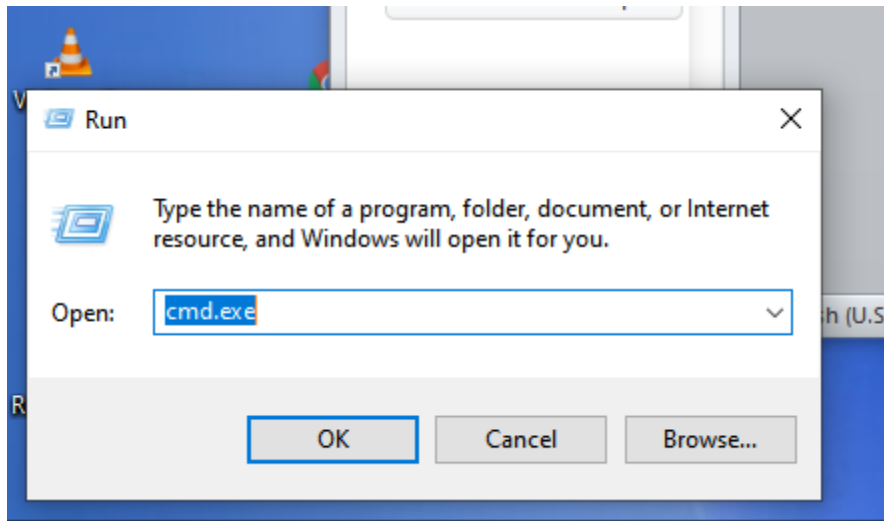 V
Run
Type the name of a program, folder, document, or Internet
resource, and Windows will open it for you.
Open:
cmd.exe
sh (U.S
R
OK
Cancel
Browse...